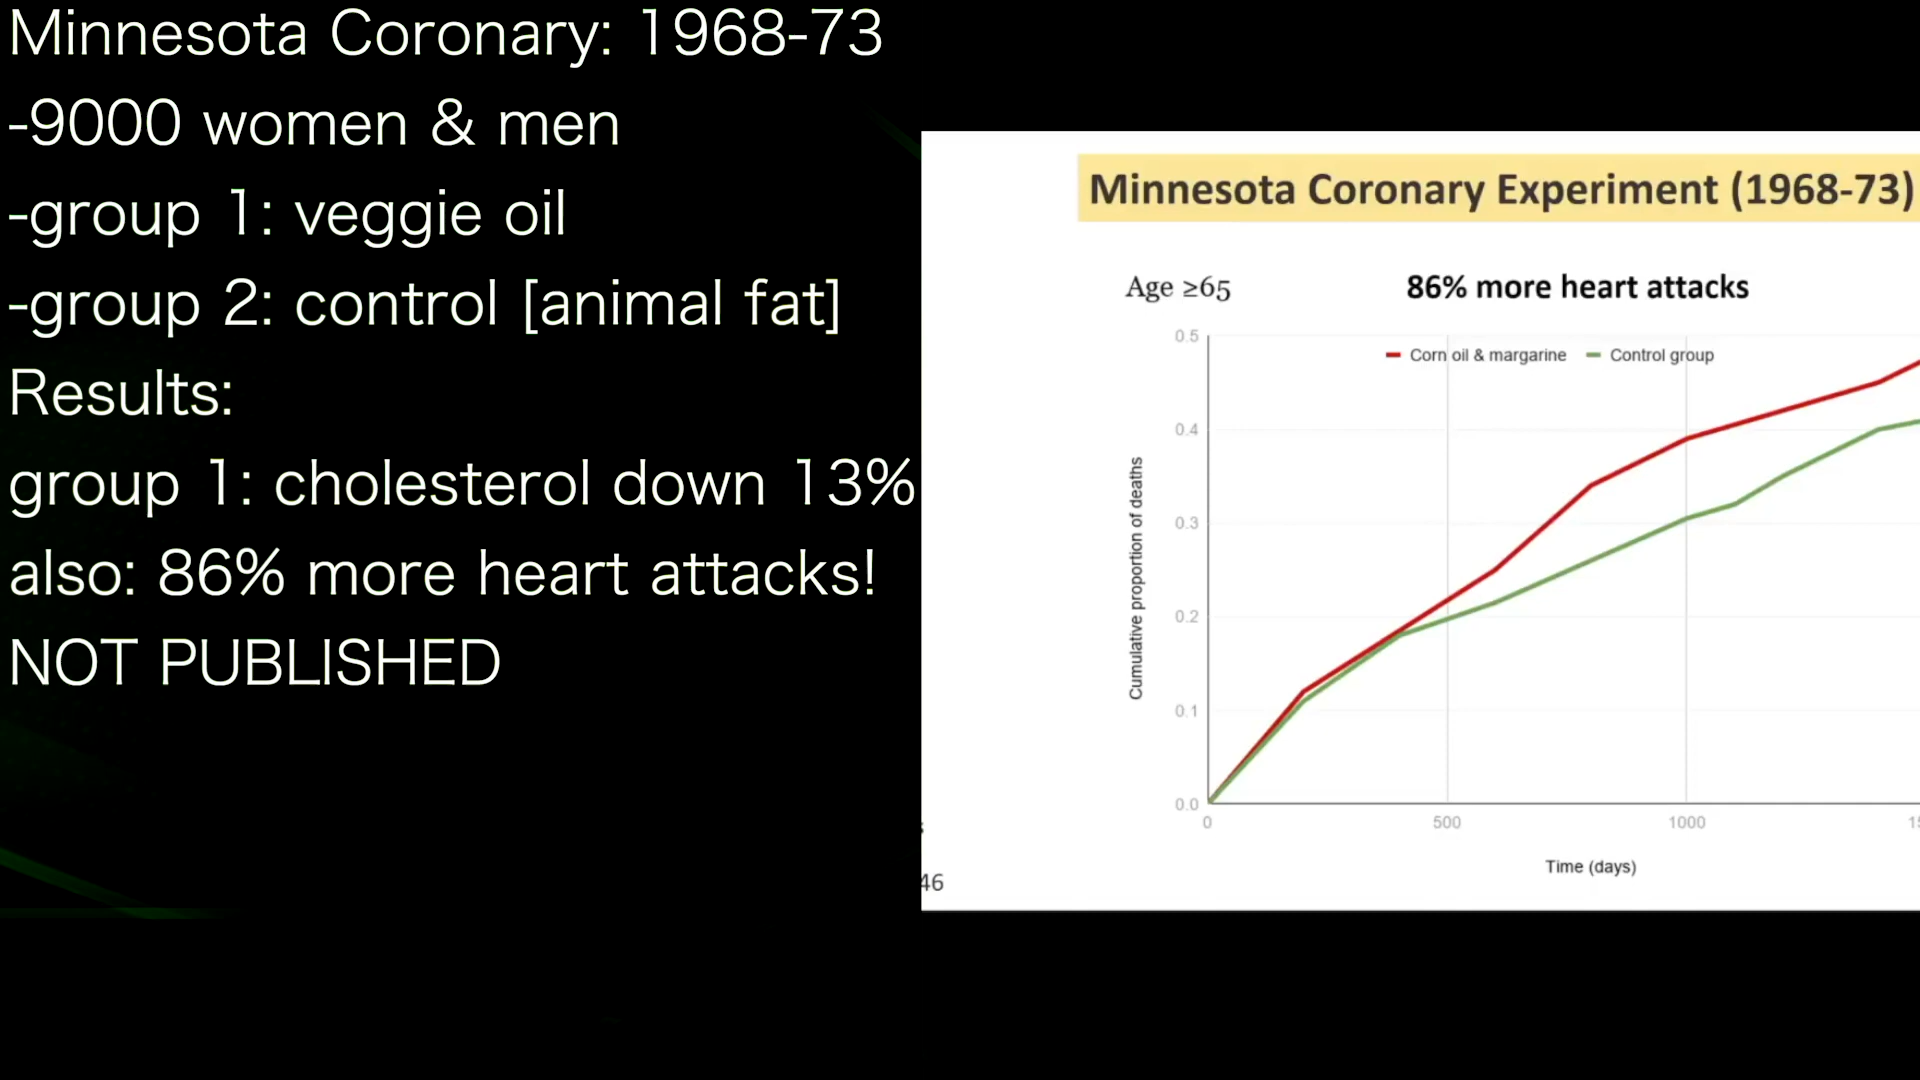 Minnesota Coronary: 1968-73
-9000 women & men
-group 1: veggie oil
-group 2: control [animal fat]
Results:
group 1: cholesterol down 13%
also: 86% more heart attacks!
NOT PUBLISHED
Minnesota Coronary Experiment (1968-73)
Age ≥65
86% more heart attacks
Corn oil & margarine
Control group
Cumulative proportion of deaths
0.5
0.4
0.3
0.2
0.1
0.0
0
500
1000
Time (days)
46